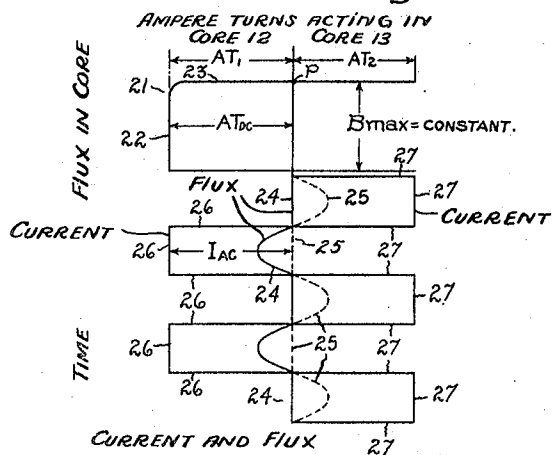 AMPERE TURNS ACTING IN
CORE 12 CORE 13
AT₁ AT₂
23 P
21
FLUX IN CORE
22
ATDC
Bmax=CONSTANT.
27
FLUX
24 25 27
26
CURRENT
CURRENT
26 IAC 25 27
24
26 27
TIME
26 25 27 27
26 27
24 27
CURRENT AND FLUX
27